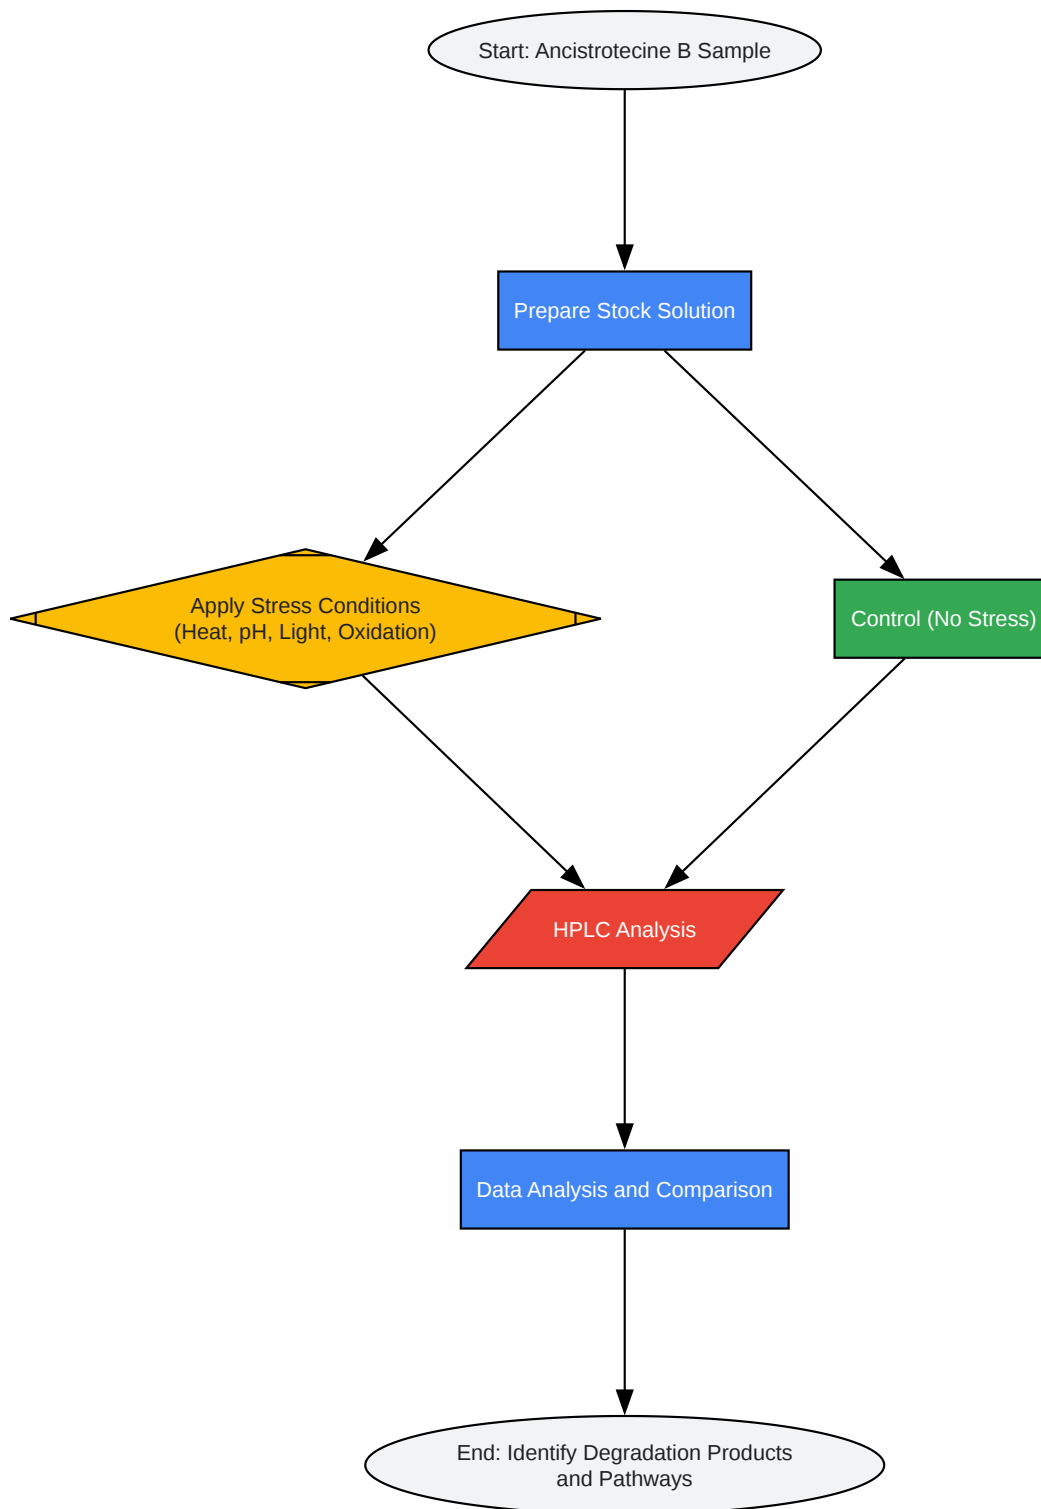 Start: Ancistrotecine B Sample
Prepare Stock Solution
Apply Stress Conditions
(Heat, pH, Light, Oxidation)
Control (No Stress)
HPLC Analysis
Data Analysis and Comparison
End: Identify Degradation Products
and Pathways